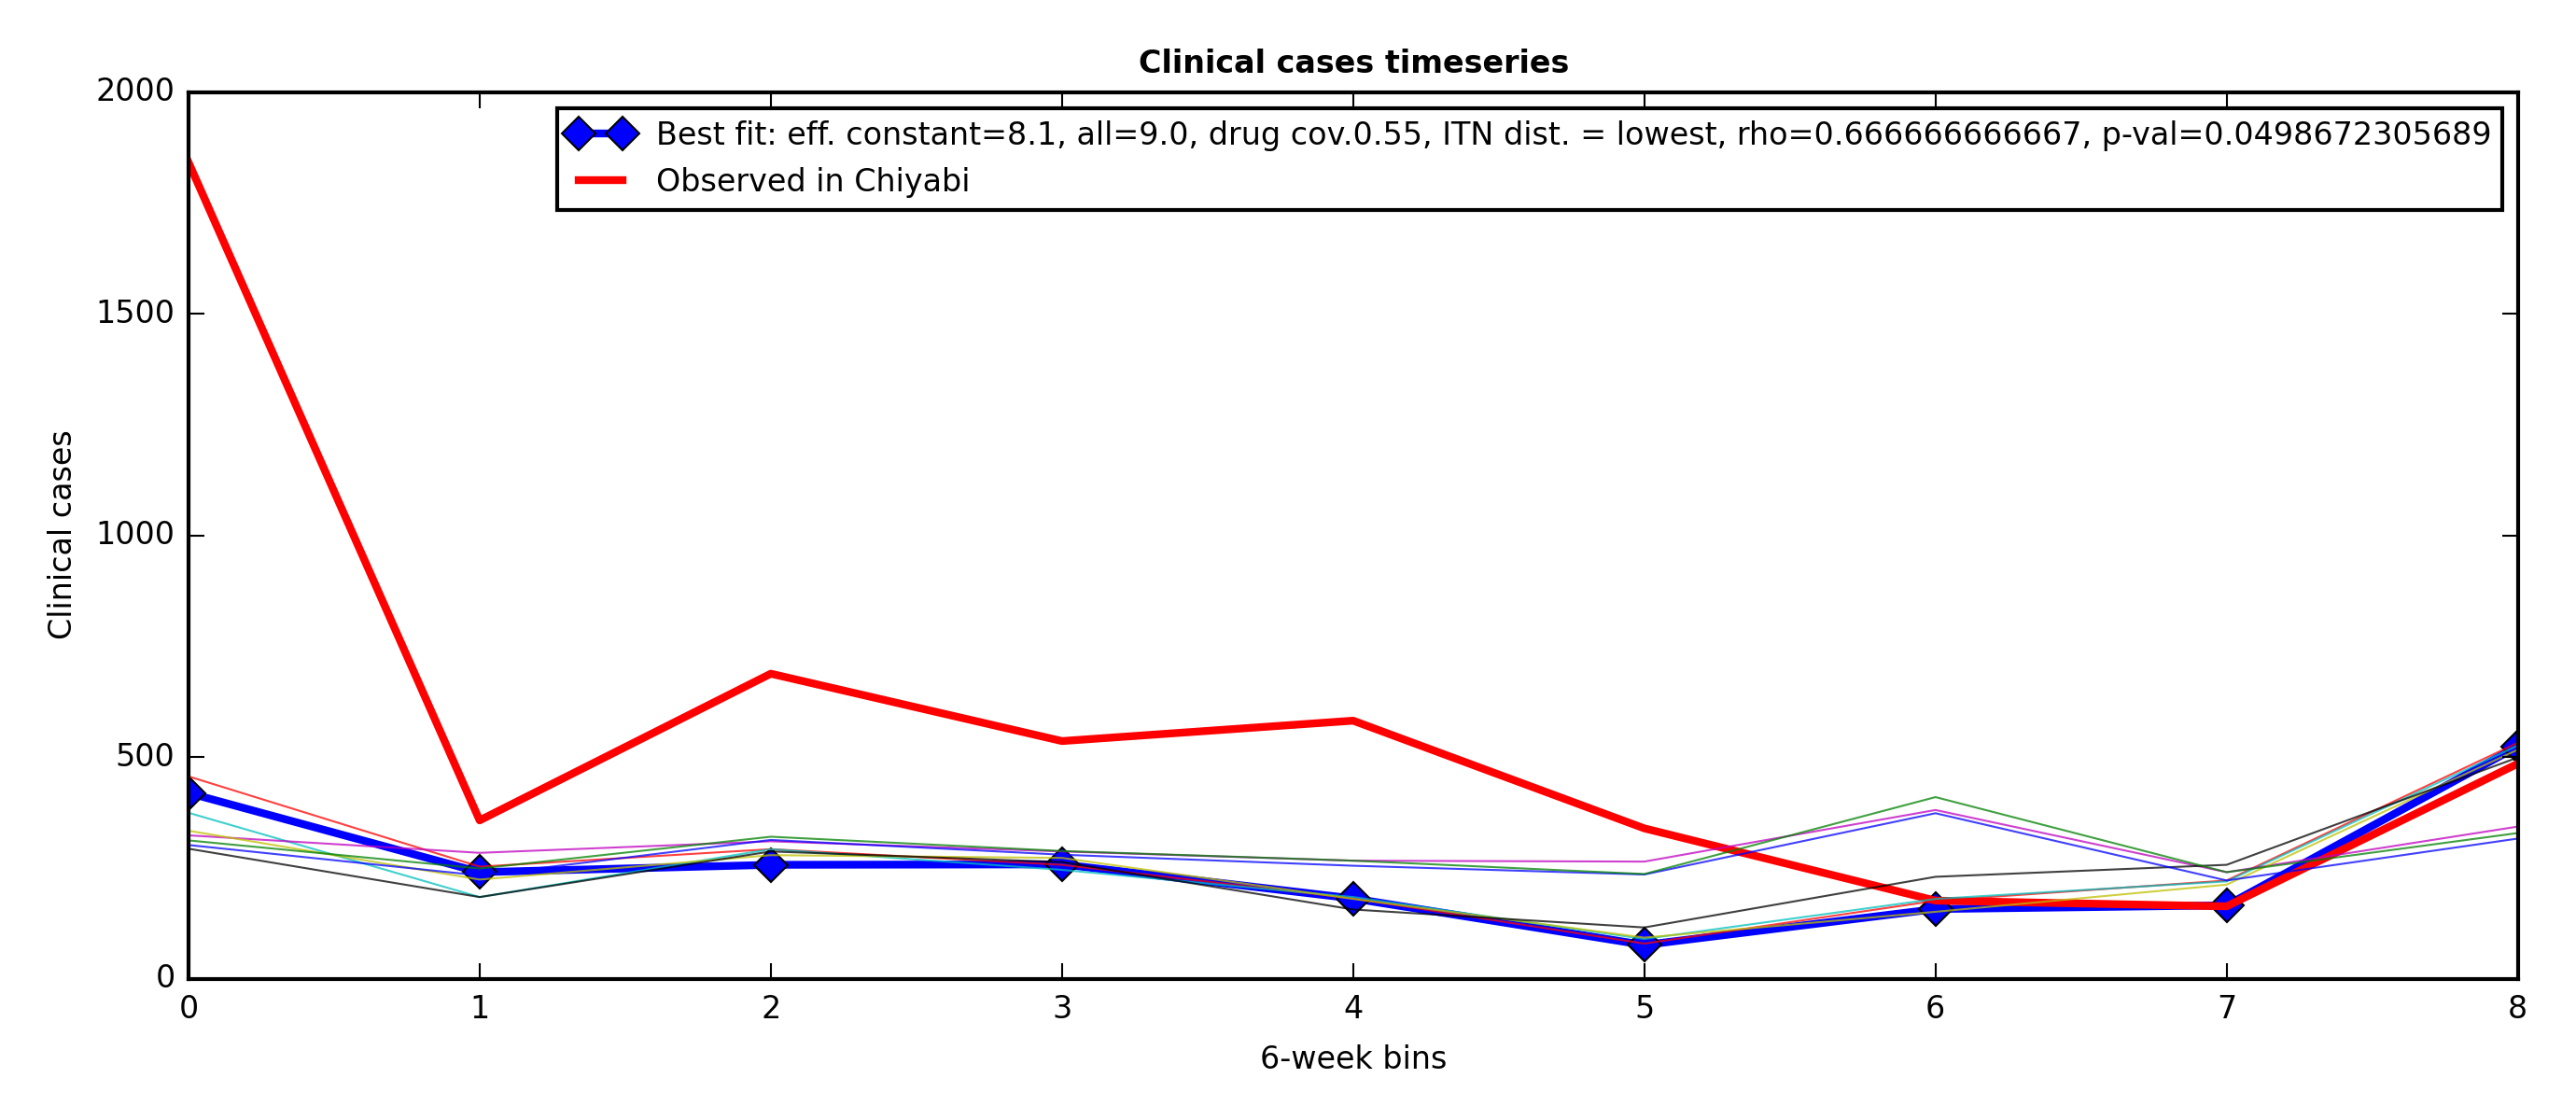 Clinical cases timeseries
2000
1500
1000
500
0
Clinical cases
Best fit: eff. constant=8.1, all=9.0, drug cov.0.55, ITN dist. = lowest, rho=0.666666666667, p-val=0.0498672305689
Observed in Chiyabi
0 1 2 3 4 5 6 7 8
6-week bins